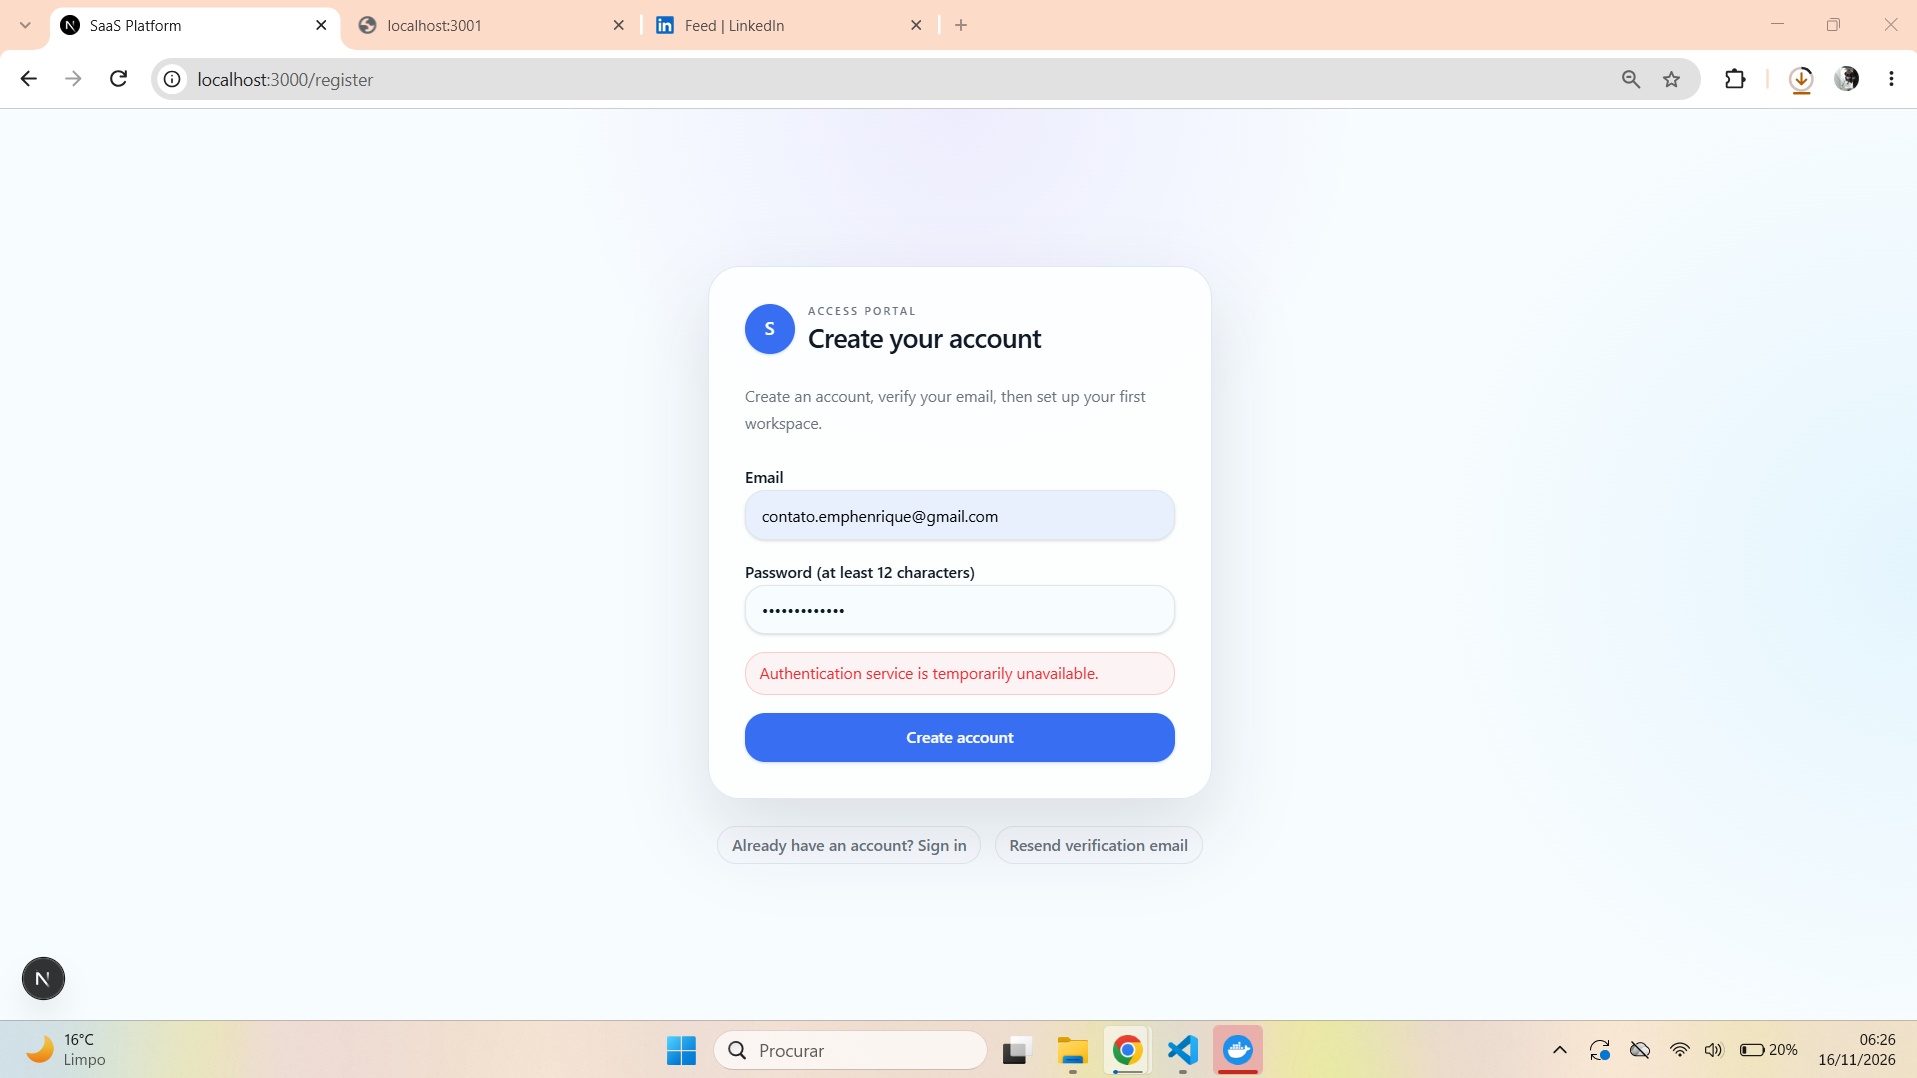 SaaS Platform
localhost:3001
Feed | LinkedIn
localhost:3000/register
S
ACCESS PORTAL
Create your account
Create an account, verify your email, then set up your first
workspace.
Email
contato.emphenrique@gmail.com
Password (at least 12 characters)
•••••••••••••
Authentication service is temporarily unavailable.
Create account
Already have an account? Sign in
Resend verification email
N
16°C
Limpo
Procurar
20%
06:26
16/11/2026